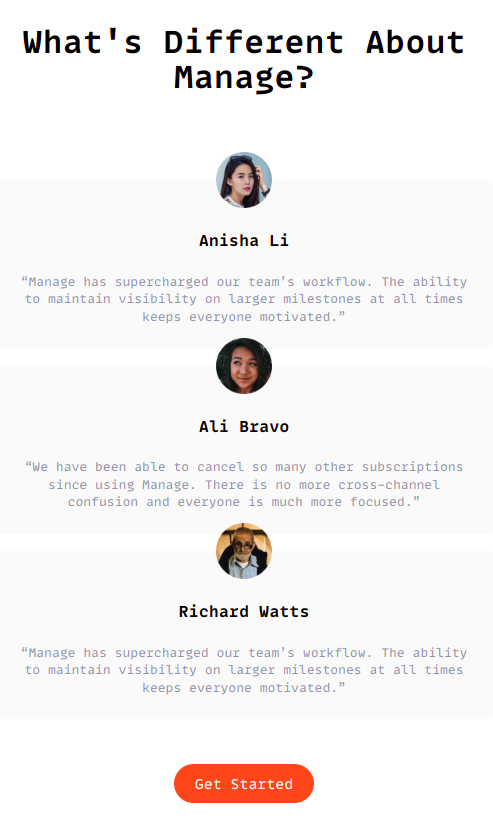 What's Different About
Manage?
Anisha Li
“Manage has supercharged our team’s workflow. The ability
to maintain visibility on larger milestones at all times
keeps everyone motivated.”
Ali Bravo
“We have been able to cancel so many other subscriptions
since using Manage. There is no more cross-channel
confusion and everyone is much more focused.”
Richard Watts
“Manage has supercharged our team’s workflow. The ability
to maintain visibility on larger milestones at all times
keeps everyone motivated.”
Get Started